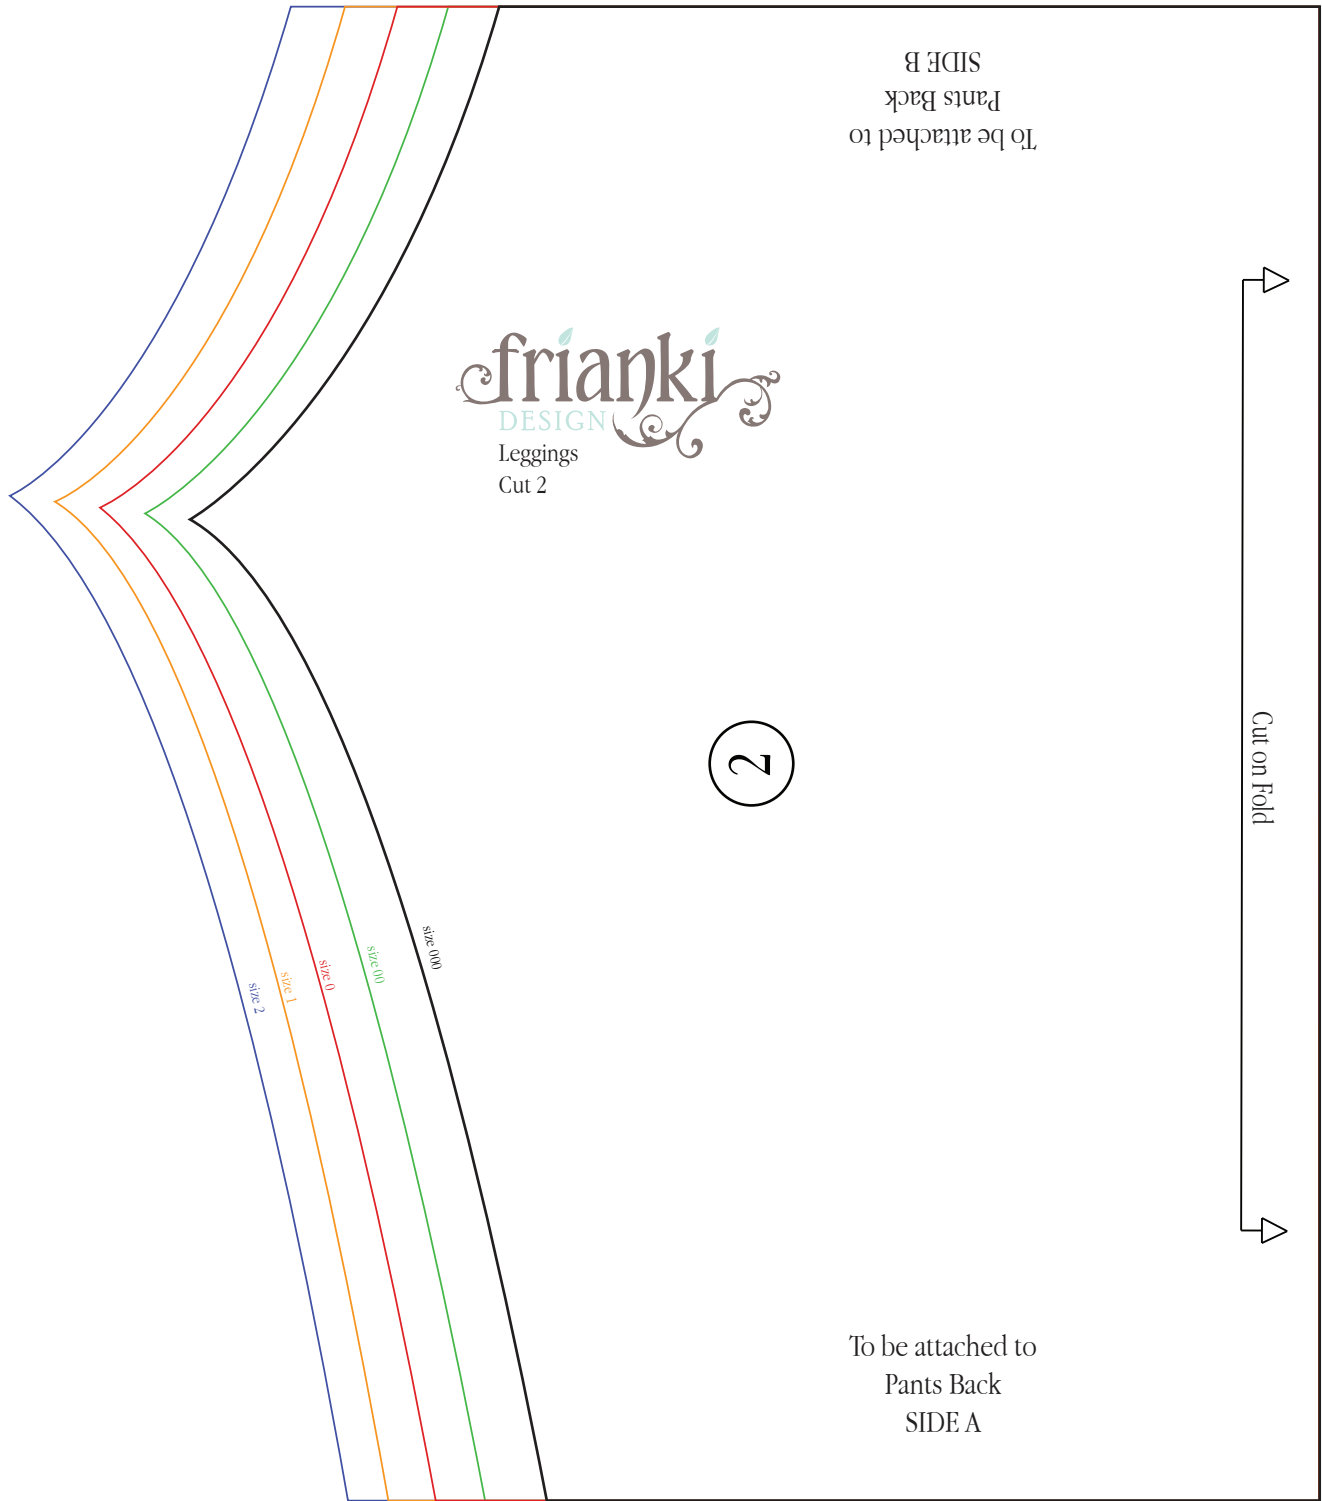 To be attached to
Pants Back
SIDE B
frianki
DESIGN
Leggings
Cut 2
2
Cut on Fold
size 000
size 00
size 0
size 1
size 2
To be attached to
Pants Back
SIDE A